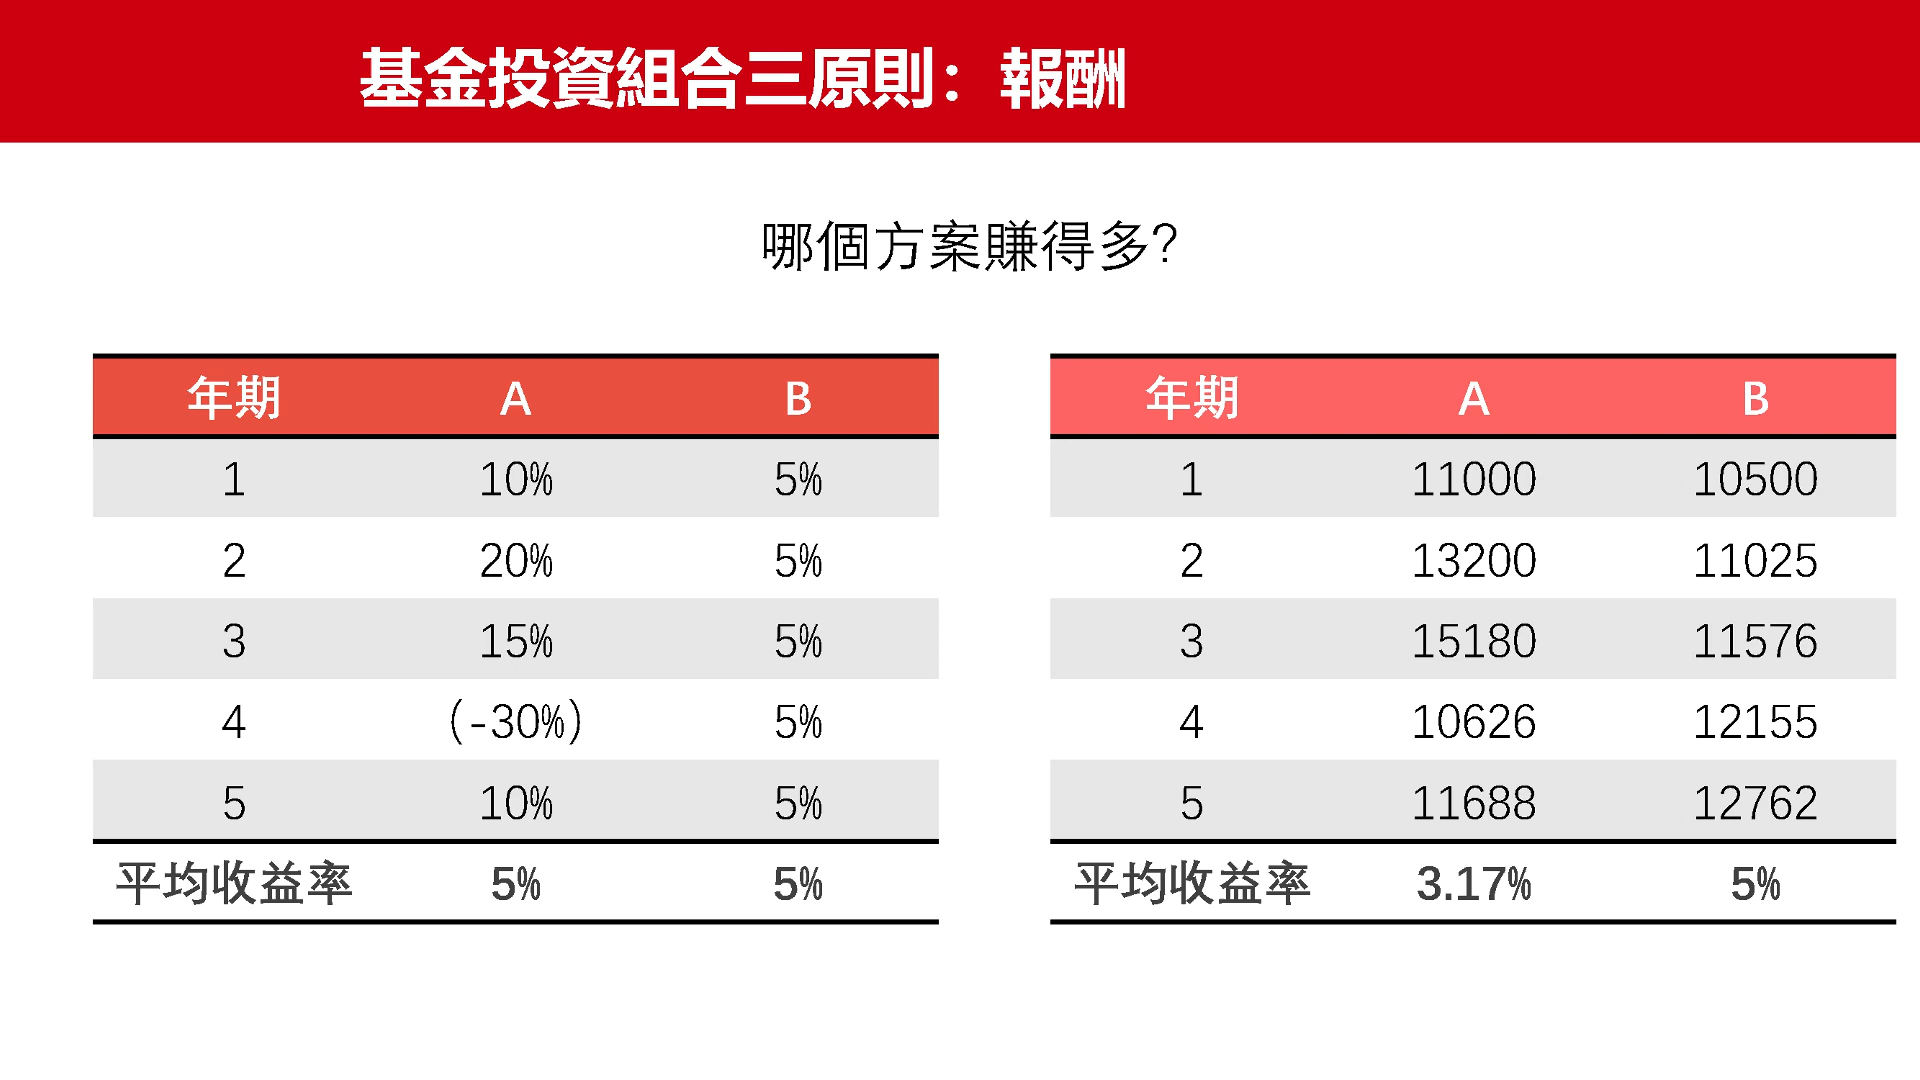 基金投資組合三原則：報酬
哪個方案賺得多？
年期 A B
1 10% 5%
2 20% 5%
3 15% 5%
4 (-30%) 5%
5 10% 5%
平均收益率 5% 5%
年期 A B
1 11000 10500
2 13200 11025
3 15180 11576
4 10626 12155
5 11688 12762
平均收益率 3.17% 5%